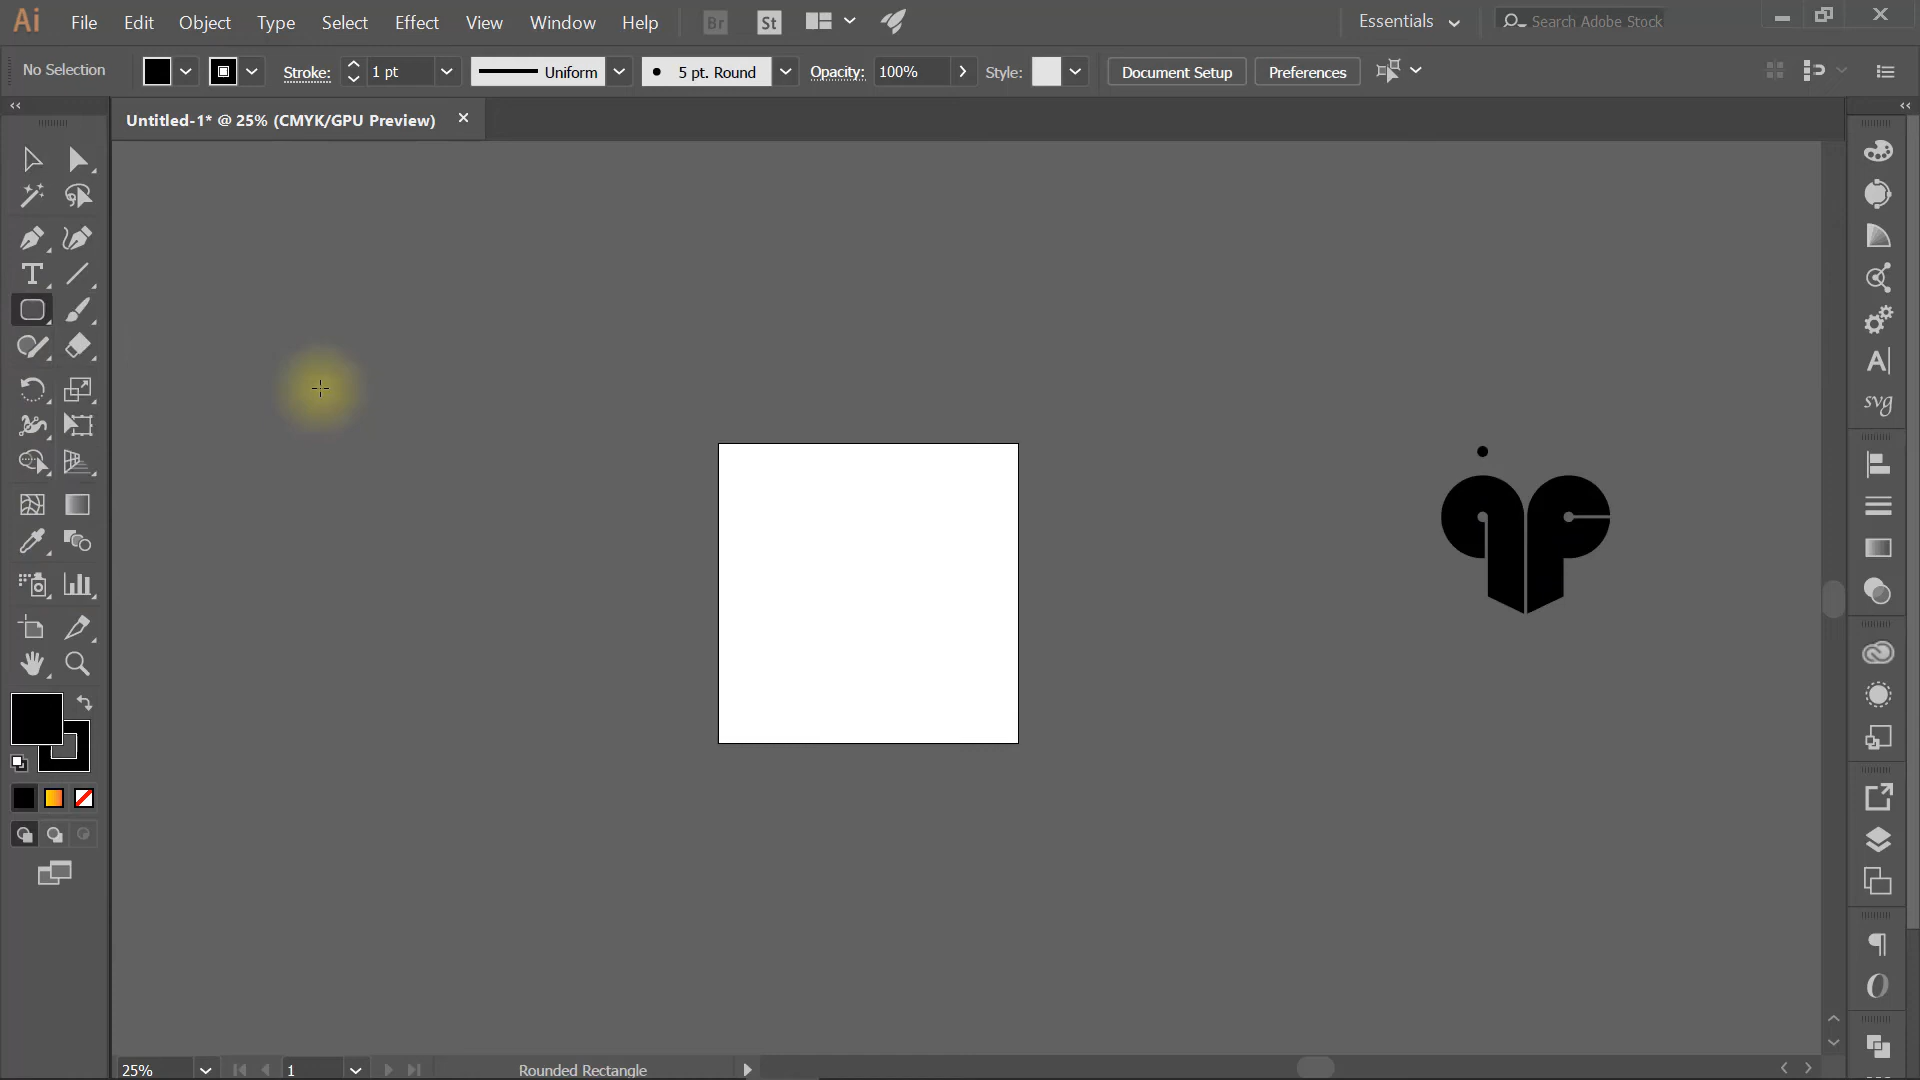 Ai File Edit Object Type Select Effect View Window Help Br St Essentials Search Adobe Stock
No Selection Stroke: 1 pt Uniform 5 pt. Round Opacity: 100% Style: Document Setup Preferences
Untitled-1* @ 25% (CMYK/GPU Preview)
svg
25% 1 Rounded Rectangle